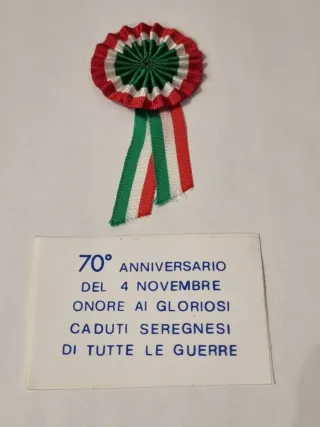 70° ANNIVERSARIO
DEL 4 NOVEMBRE
ONORE AI GLORIOSI
CADUTI SEREGNESI
DI TUTTE LE GUERRE